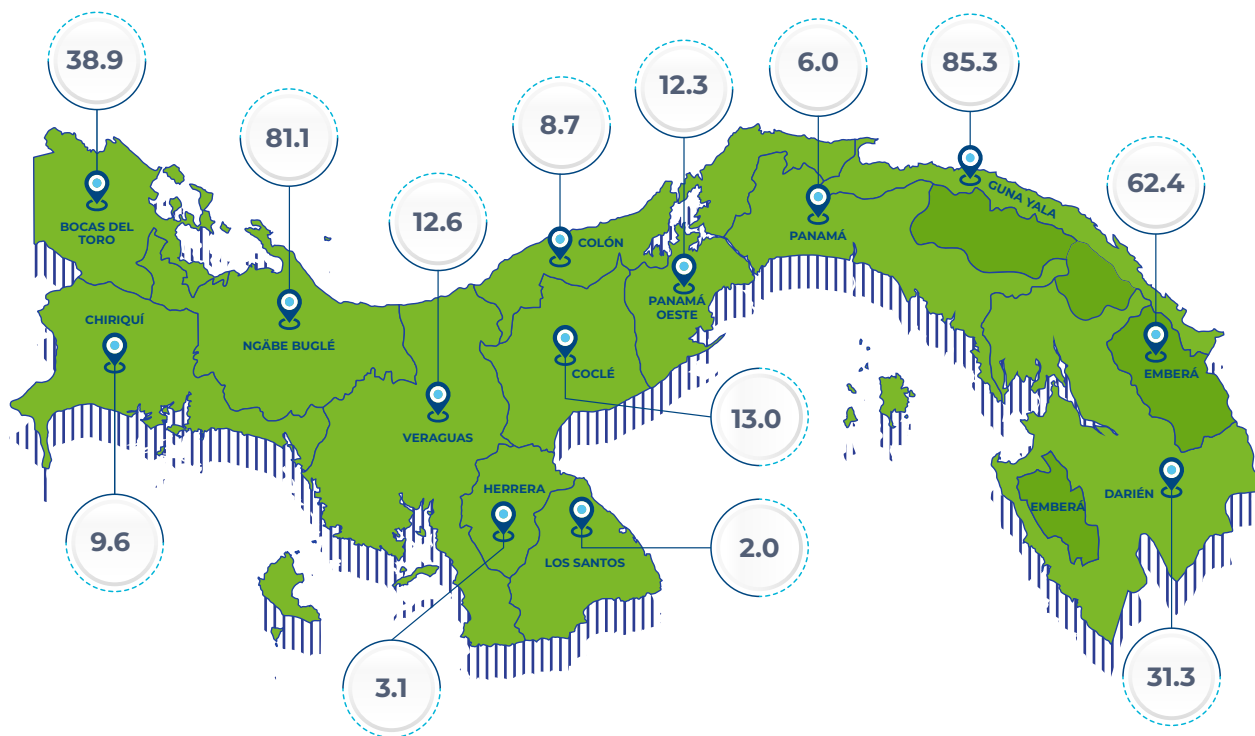 38.9
81.1
12.6
8.7
12.3
6.0
85.3
62.4
BOCAS DEL
TORO
CHIRIQUÍ
NGÄBE BUGLÉ
VERAGUAS
COLÓN
COCLÉ
PANAMÁ
OESTE
PANAMÁ
GUNA YALA
EMBERÁ
HERRERA
LOS SANTOS
EMBERÁ
DARIÉN
9.6
3.1
13.0
2.0
31.3